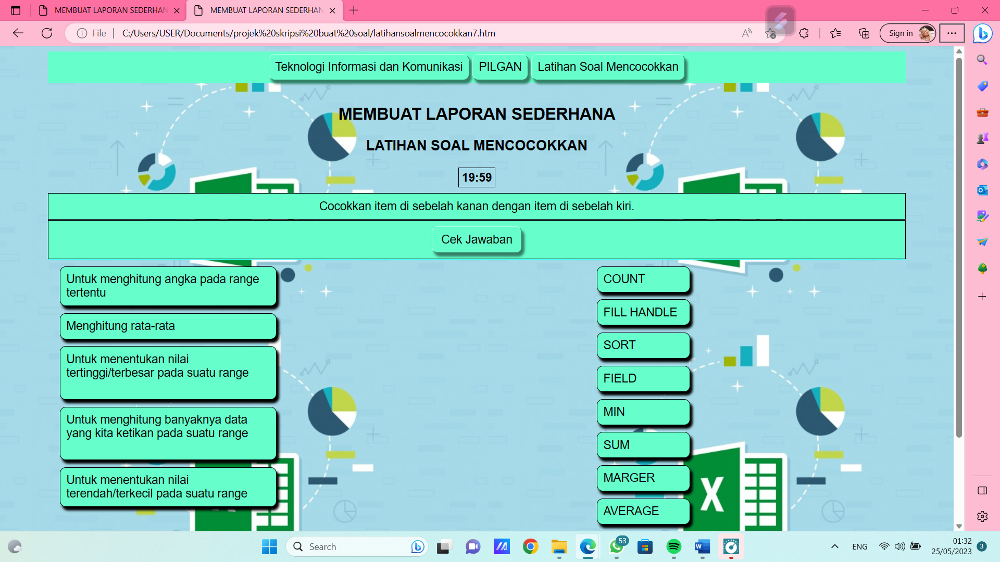 MEMBUAT LAPORAN SEDERHAN
MEMBUAT LAPORAN SEDERHAN
File
C:/Users/USER/Documents/projek%20skripsi%20buat%20soal/latihansoalmencocokkan7.htm
Sign in
Teknologi Informasi dan Komunikasi
PILGAN
Latihan Soal Mencocokkan
MEMBUAT LAPORAN SEDERHANA
LATIHAN SOAL MENCOCOKKAN
19:59
Cocokkan item di sebelah kanan dengan item di sebelah kiri.
Cek Jawaban
Untuk menghitung angka pada range
tertentu
Menghitung rata-rata
Untuk menentukan nilai
tertinggi/terbesar pada suatu range
Untuk menghitung banyaknya data
yang kita ketikan pada suatu range
Untuk menentukan nilai
terendah/terkecil pada suatu range
COUNT
FILL HANDLE
SORT
FIELD
MIN
SUM
MARGER
AVERAGE
Search
53
ENG
01:32
25/05/2023
3